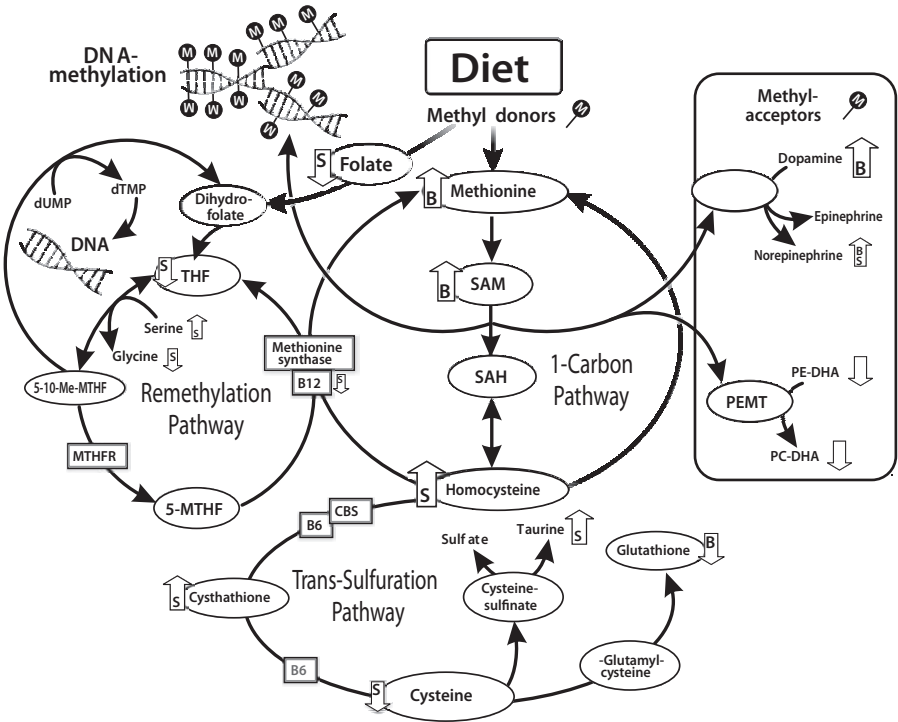 DNA-
methylation
M M M M
M M M
M M M
M M
M
Diet
Methyl donors M
Methyl-
acceptors M
S Folate
Dopamine B
dUMP
dTMP
Dihydro-
folate
B Methionine
Epinephrine
Norepinephrine B
S
DNA
S THF
B SAM
Serine S
Glycine S
Methionine
synthase
B12 S
SAH
1-Carbon
Pathway
PE-DHA
5-10-Me-MTHF
Remethylation
Pathway
PEMT
MTHFR
PC-DHA
5-MTHF
S Homocysteine
CBS
B6
Sulfate
Taurine S
Glutathione B
S Cysthathione
Trans-Sulfuration
Pathway
Cysteine-
sulfinate
B6
-Glutamyl-
cysteine
S Cysteine